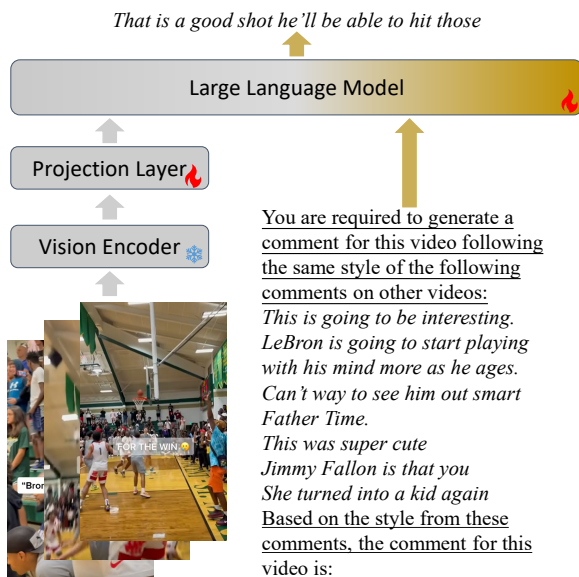 That is a good shot he'll be able to hit those
Large Language Model
Projection Layer
Vision Encoder
You are required to generate a
comment for this video following
the same style of the following
comments on other videos:
This is going to be interesting.
LeBron is going to start playing
with his mind more as he ages.
Can't way to see him out smart
Father Time.
This was super cute
Jimmy Fallon is that you
She turned into a kid again
Based on the style from these
comments, the comment for this
video is:
"Bron
FOR THE WIN